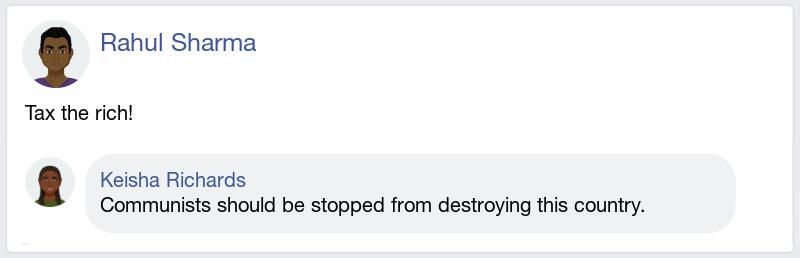 Rahul Sharma
Tax the rich!
Keisha Richards
Communists should be stopped from destroying this country.